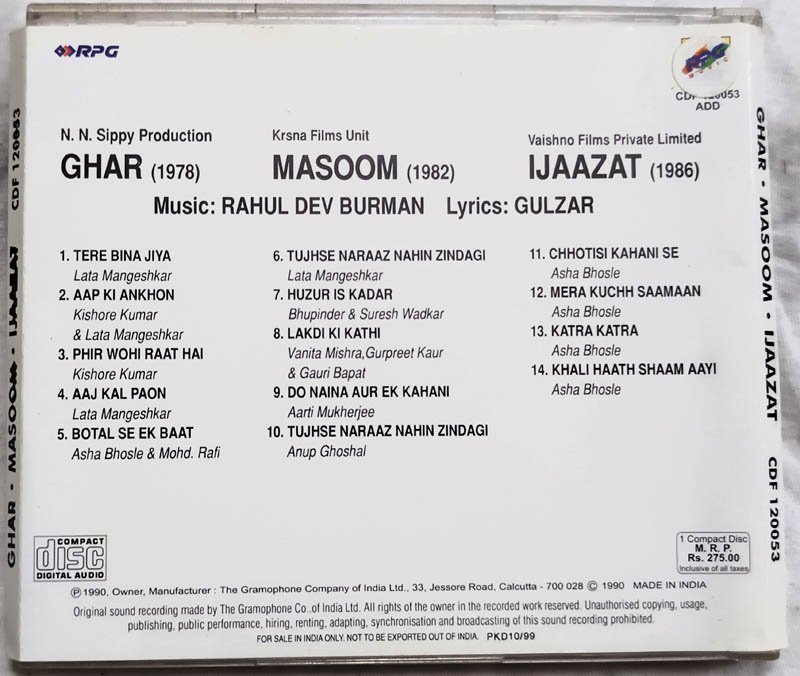 RPG
RPG
MUSIC
CDF 120053
ADD
N. N. Sippy Production
GHAR (1978)
Krsna Films Unit
MASOOM (1982)
Vaishno Films Private Limited
IJAAZAT (1986)
Music: RAHUL DEV BURMAN Lyrics: GULZAR
1. TERE BINA JIYA
Lata Mangeshkar
2. AAP KI ANKHON
Kishore Kumar
& Lata Mangeshkar
3. PHIR WOHI RAAT HAI
Kishore Kumar
4. AAJ KAL PAON
Lata Mangeshkar
5. BOTAL SE EK BAAT
Asha Bhosle & Mohd. Rafi
6. TUJHSE NARAAZ NAHIN ZINDAGI
Lata Mangeshkar
7. HUZUR IS KADAR
Bhupinder & Suresh Wadkar
8. LAKDI KI KATHI
Vanita Mishra,Gurpreet Kaur
& Gauri Bapat
9. DO NAINA AUR EK KAHANI
Aarti Mukherjee
10. TUJHSE NARAAZ NAHIN ZINDAGI
Anup Ghoshal
11. CHHOTISI KAHANI SE
Asha Bhosle
12. MERA KUCHH SAAMAAN
Asha Bhosle
13. KATRA KATRA
Asha Bhosle
14. KHALI HAATH SHAAM AAYI
Asha Bhosle
COMPACT
disc
DIGITAL AUDIO
1 Compact Disc
M. R. P.
Rs. 275.00
Inclusive of all taxes
℗ 1990, Owner, Manufacturer : The Gramophone Company of India Ltd., 33, Jessore Road, Calcutta - 700 028 © 1990 MADE IN INDIA
Original sound recording made by The Gramophone Co..of India Ltd. All rights of the owner in the recorded work reserved. Unauthorised copying, usage,
publishing, public performance, hiring, renting, adapting, synchronisation and broadcasting of this sound recording prohibited.
FOR SALE IN INDIA ONLY. NOT TO BE EXPORTED OUT OF INDIA. PKD10/99
GHAR • MASOOM • IJAAZAT CDF 120053
GHAR • MASOOM • IJAAZAT CDF 120053